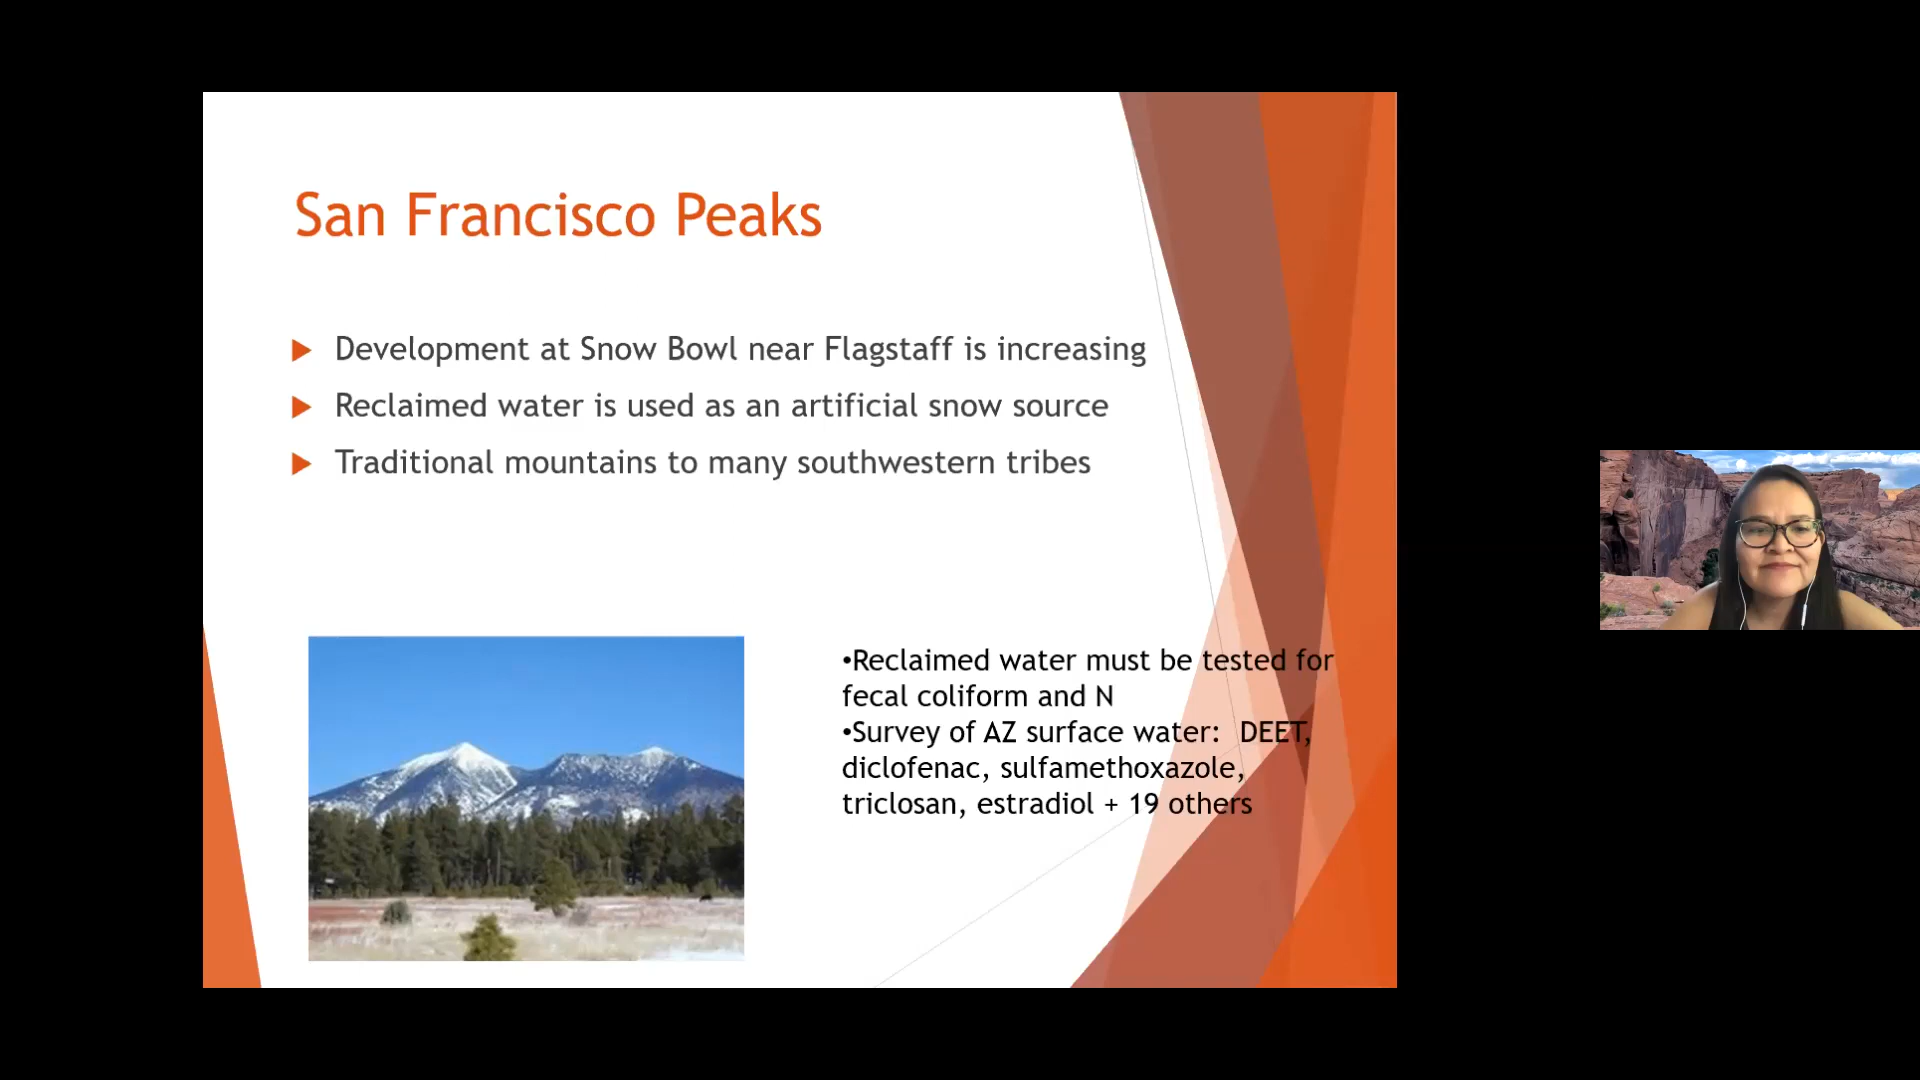 San Francisco Peaks
Development at Snow Bowl near Flagstaff is increasing
Reclaimed water is used as an artificial snow source
Traditional mountains to many southwestern tribes
•Reclaimed water must be tested for
fecal coliform and N
•Survey of AZ surface water:  DEET,
diclofenac, sulfamethoxazole,
triclosan, estradiol + 19 others